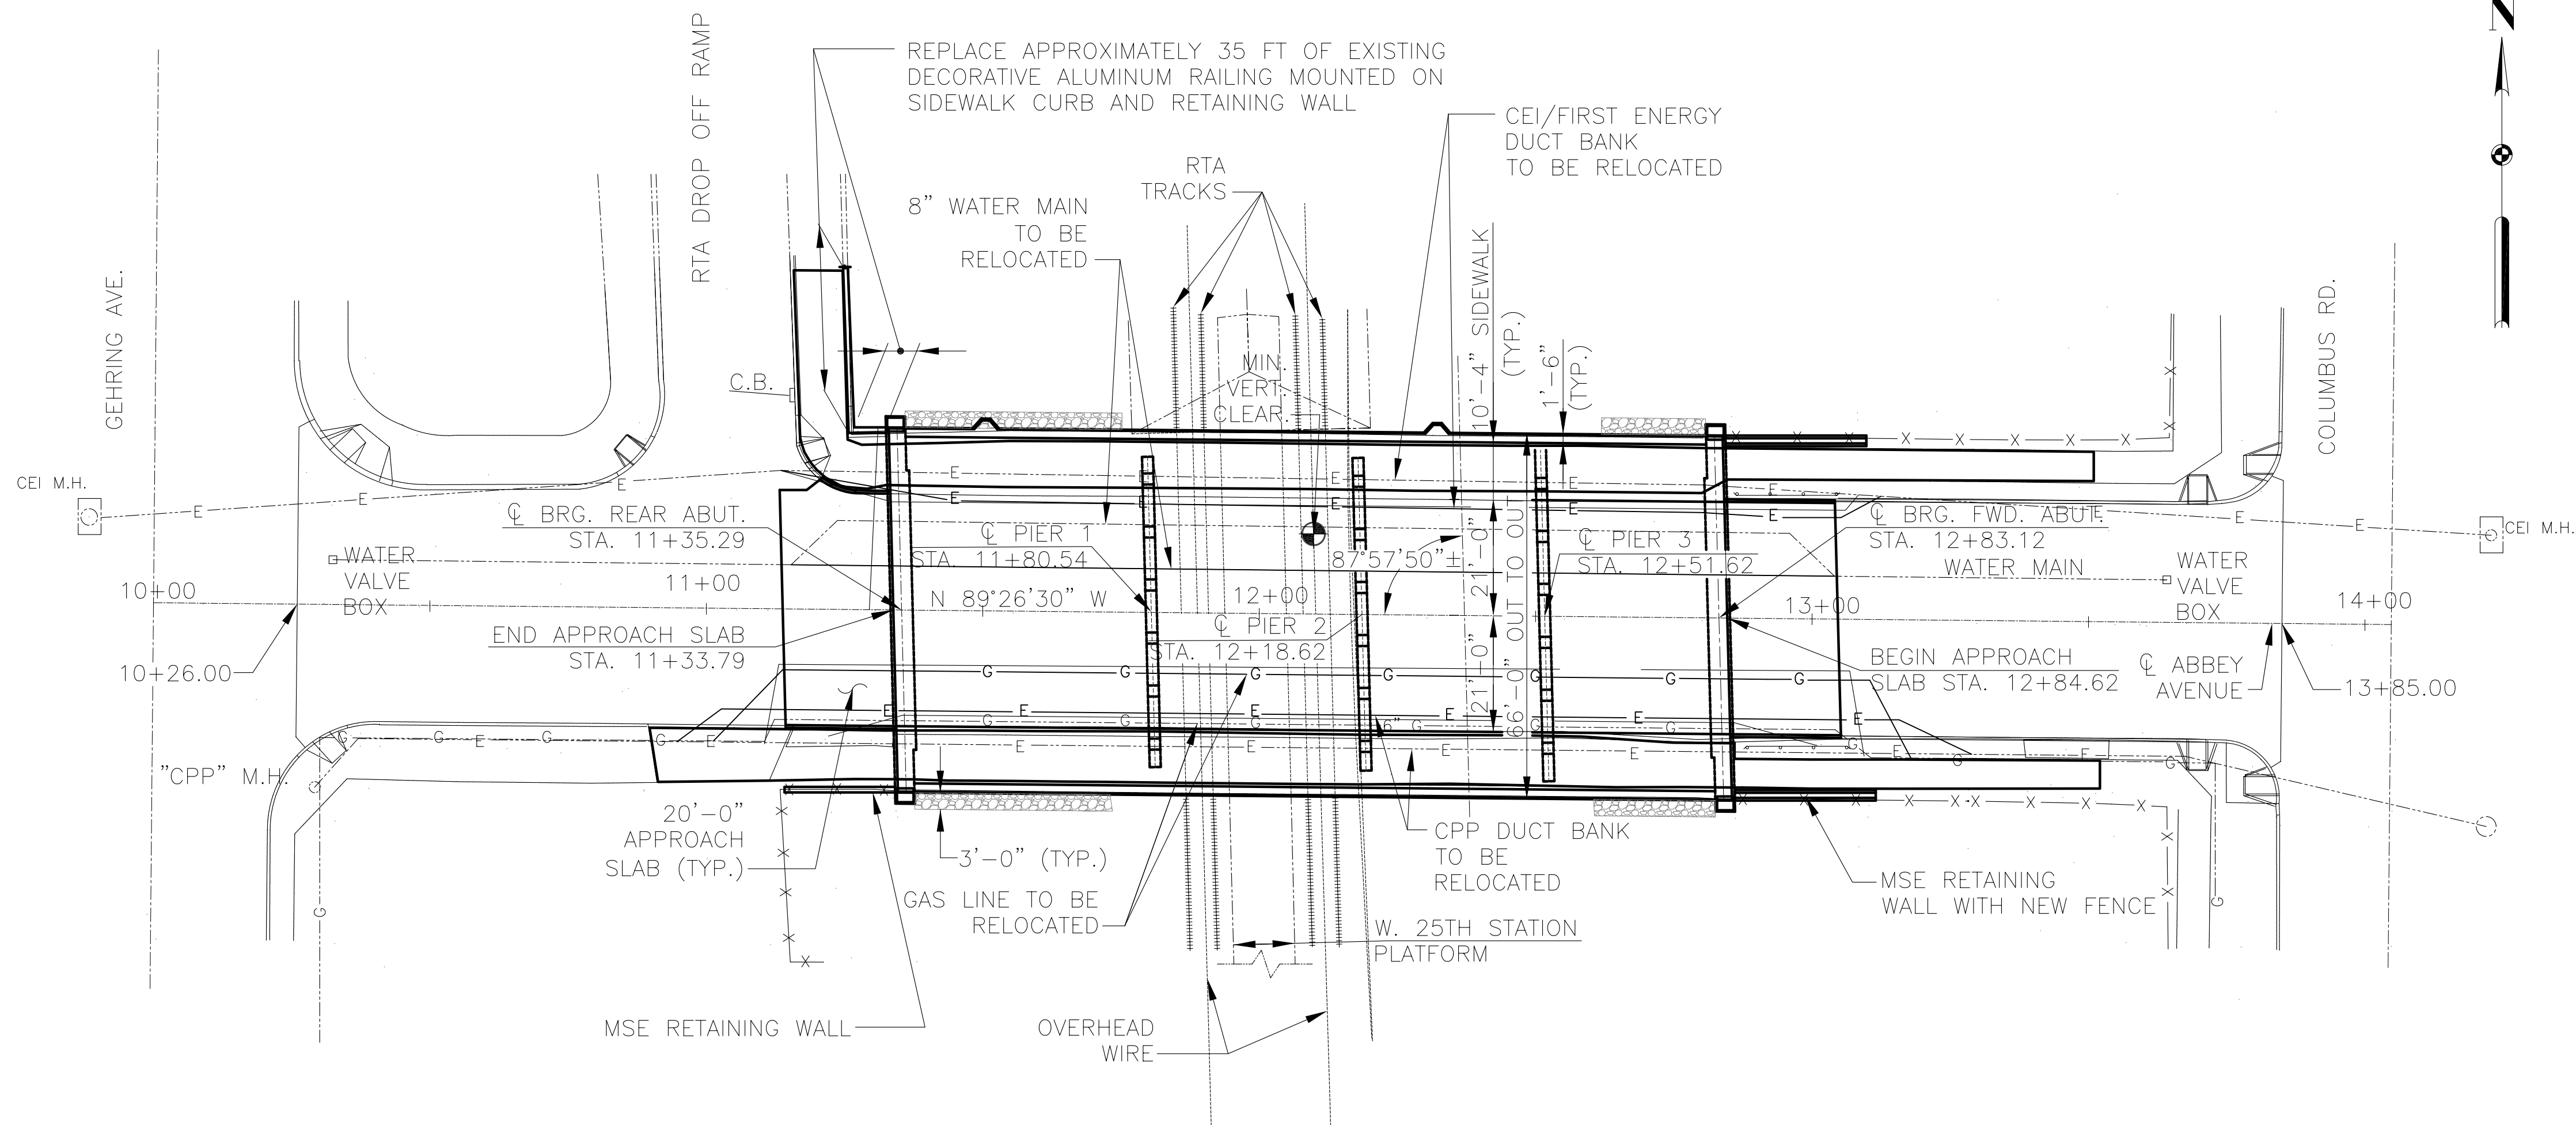 N
RTA DROP OFF RAMP
REPLACE APPROXIMATELY 35 FT OF EXISTING
DECORATIVE ALUMINUM RAILING MOUNTED ON
SIDEWALK CURB AND RETAINING WALL
CEI/FIRST ENERGY
DUCT BANK
TO BE RELOCATED
RTA
TRACKS
8" WATER MAIN
TO BE
RELOCATED
GEHRING AVE.
COLUMBUS RD.
10'-4" SIDEWALK
(TYP.)
1'-6"
(TYP.)
MIN.
VERT.
CLEAR.
C.B.
CEI M.H.
CEI M.H.
℄ BRG. REAR ABUT.
STA. 11+35.29
℄ PIER 1
STA. 11+80.54
87°57'50"±
21'-0"
66'-0" OUT TO OUT
℄ PIER 3
STA. 12+51.62
℄ BRG. FWD. ABUT.
STA. 12+83.12
WATER MAIN
WATER
VALVE
BOX
WATER
VALVE
BOX
10+00
11+00
N 89°26'30" W
12+00
13+00
14+00
END APPROACH SLAB
STA. 11+33.79
℄ PIER 2
STA. 12+18.62
21'-0"
BEGIN APPROACH
SLAB STA. 12+84.62
℄ ABBEY
AVENUE
10+26.00
13+85.00
6"
"CPP" M.H.
20'-0"
APPROACH
SLAB (TYP.)
3'-0" (TYP.)
CPP DUCT BANK
TO BE
RELOCATED
GAS LINE TO BE
RELOCATED
W. 25TH STATION
PLATFORM
MSE RETAINING
WALL WITH NEW FENCE
MSE RETAINING WALL
OVERHEAD
WIRE